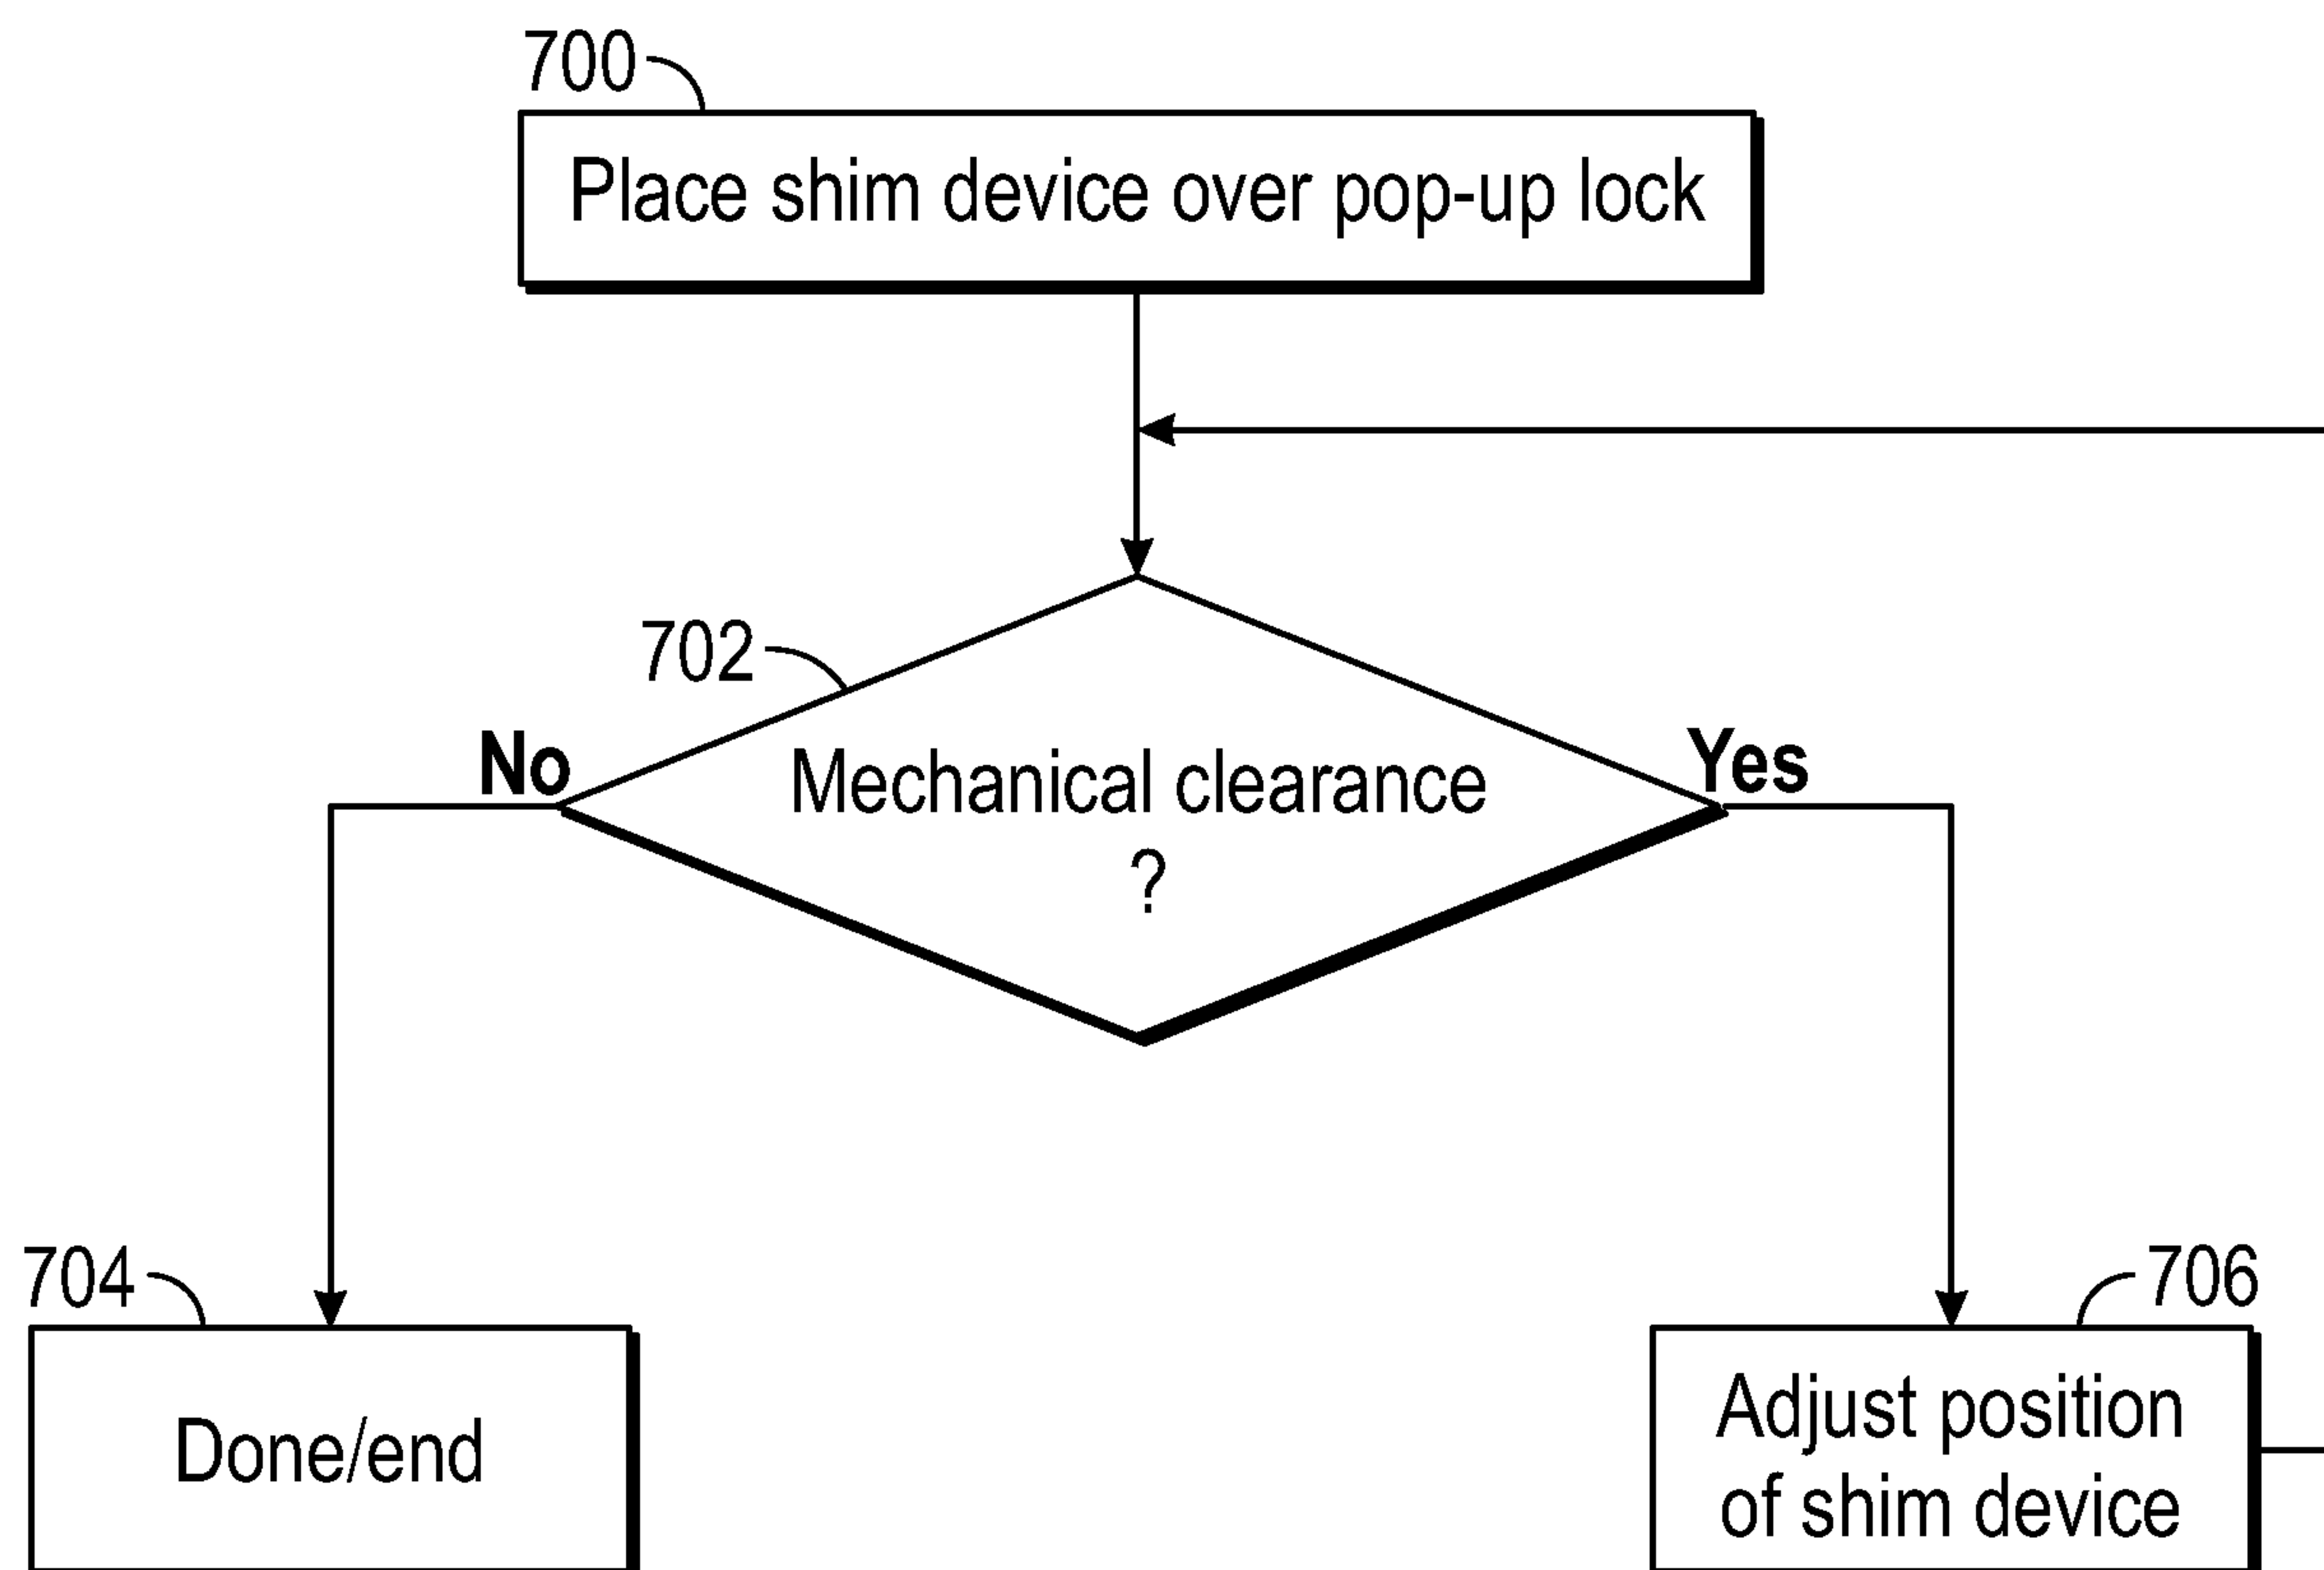 700
Place shim device over pop-up lock
702
No
Yes
Mechanical clearance
?
704
706
Done/end
Adjust position
of shim device